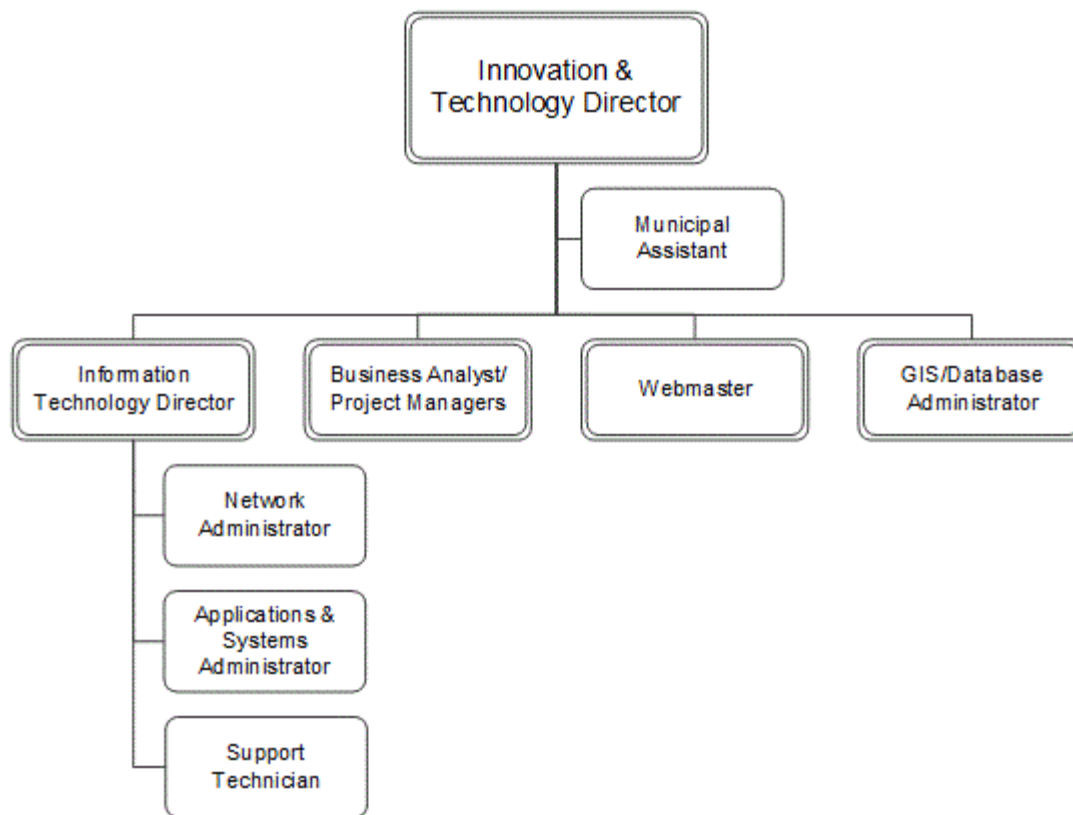 Innovation &
Technology Director
Municipal
Assistant
Information
Technology Director
Business Analyst/
Project Managers
Webmaster
GIS/Database
Administrator
Network
Administrator
Applications &
Systems
Administrator
Support
Technician